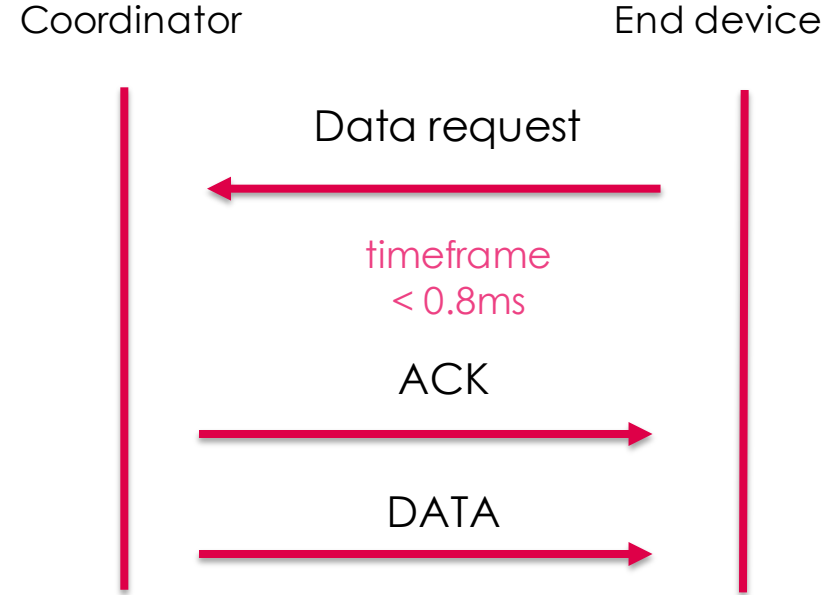 Coordinator
End device
Data request
timeframe
< 0.8ms
ACK
DATA